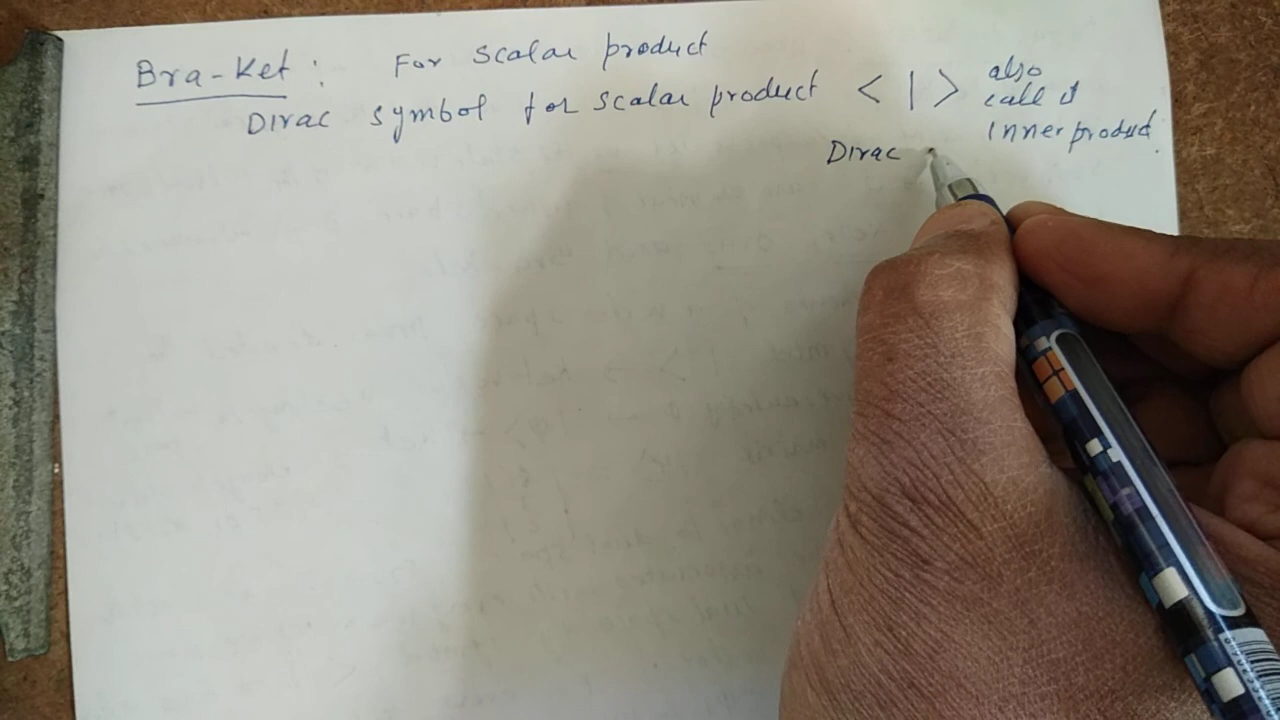 Bra-Ket : For scalar product
Dirac symbol for scalar product < | > also
called
inner product.
Dirac